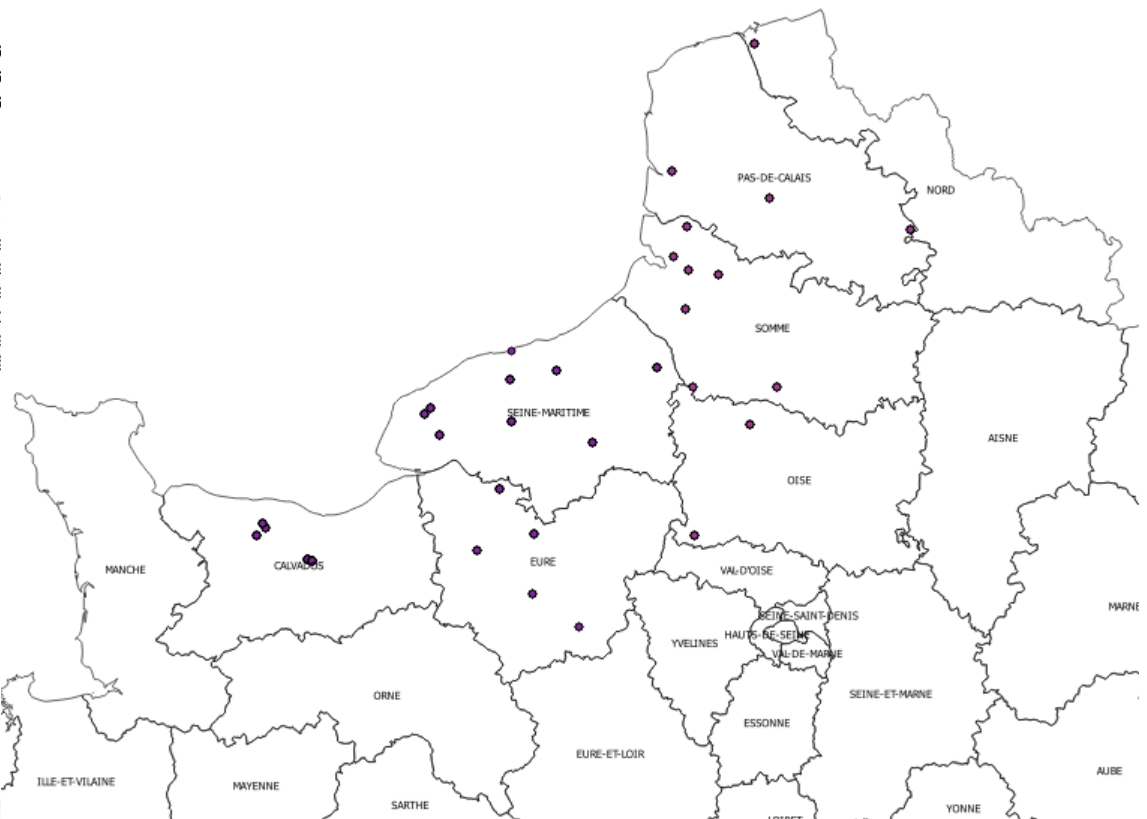 PAS-DE-CALAIS
NORD
SOMME
SEINE-MARITIME
AISNE
OISE
EURE
CALVADOS
MANCHE
VAL-D'OISE
SEINE-SAINT-DENIS
MARNE
HAUTS-DE-SEINE
YVELINES
VAL-DE-MARNE
ORNE
SEINE-ET-MARNE
ESSONNE
EURE-ET-LOIR
AUBE
ILLE-ET-VILAINE
MAYENNE
SARTHE
YONNE